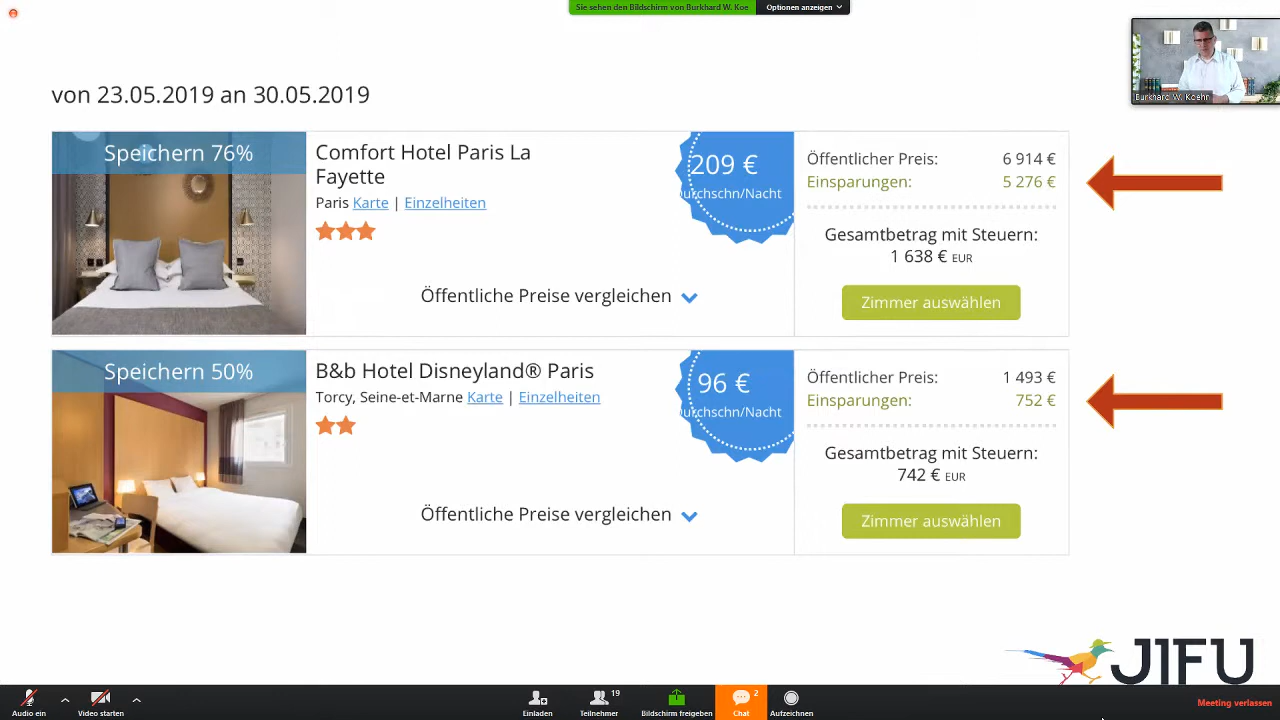 Sie sehen den Bildschirm von Burkhard W. Koe
Optionen anzeigen
Burkhard W. Koehn
von 23.05.2019 an 30.05.2019
Speichern 76%
Comfort Hotel Paris La
Fayette
Paris Karte | Einzelheiten
209 €
Durchschn/Nacht
Öffentliche Preise vergleichen
Öffentlicher Preis: 6 914 €
Einsparungen: 5 276 €
Gesamtbetrag mit Steuern:
1 638 € EUR
Zimmer auswählen
Speichern 50%
B&b Hotel Disneyland® Paris
Torcy, Seine-et-Marne Karte | Einzelheiten
96 €
Durchschn/Nacht
Öffentliche Preise vergleichen
Öffentlicher Preis: 1 493 €
Einsparungen: 752 €
Gesamtbetrag mit Steuern:
742 € EUR
Zimmer auswählen
JIFU
Audio ein
Video starten
Einladen
19
Teilnehmer
Bildschirm freigeben
2
Chat
Aufzeichnen
Meeting verlassen